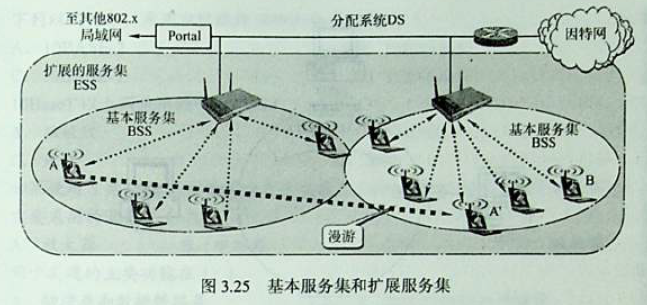 至其他802.x
局域网
Portal
分配系统DS
因特网
扩展的服务集
ESS
基本服务集
BSS
基本服务集
BSS
A
B
A'
漫游
图 3.25 基本服务集和扩展服务集